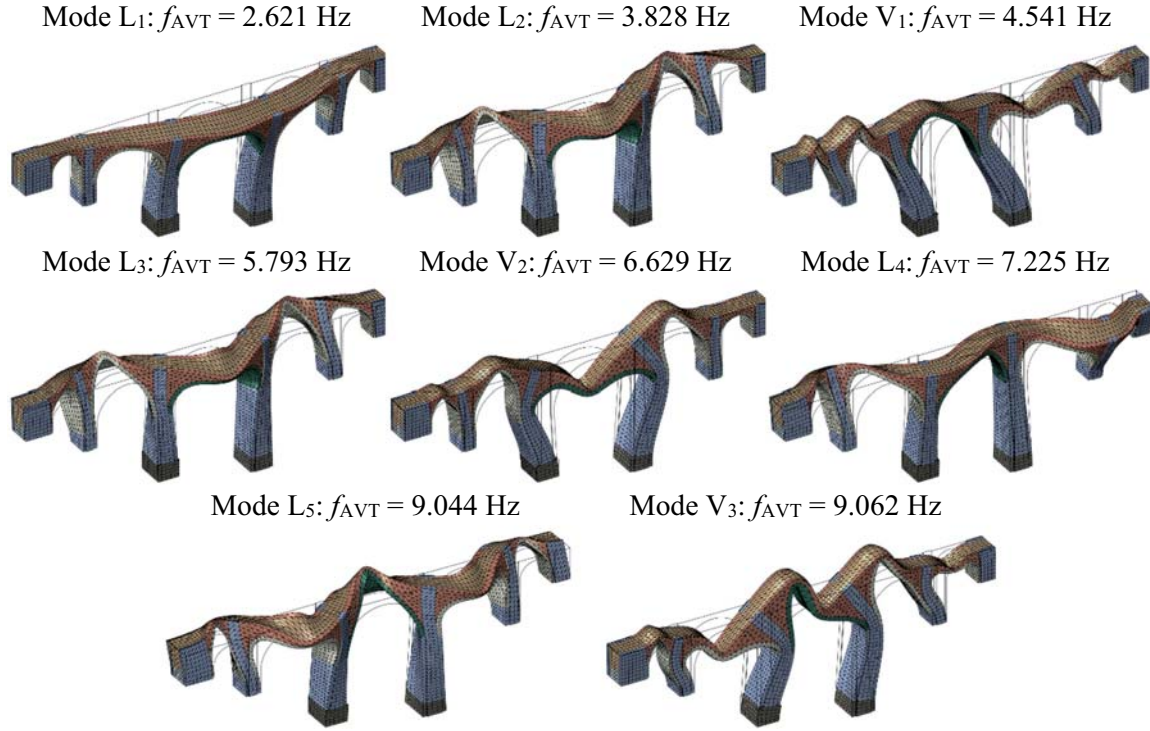 Mode L₁: fAVT = 2.621 Hz
Mode L₂: fAVT = 3.828 Hz
Mode V₁: fAVT = 4.541 Hz
Mode L₃: fAVT = 5.793 Hz
Mode V₂: fAVT = 6.629 Hz
Mode L₄: fAVT = 7.225 Hz
Mode L₅: fAVT = 9.044 Hz
Mode V₃: fAVT = 9.062 Hz